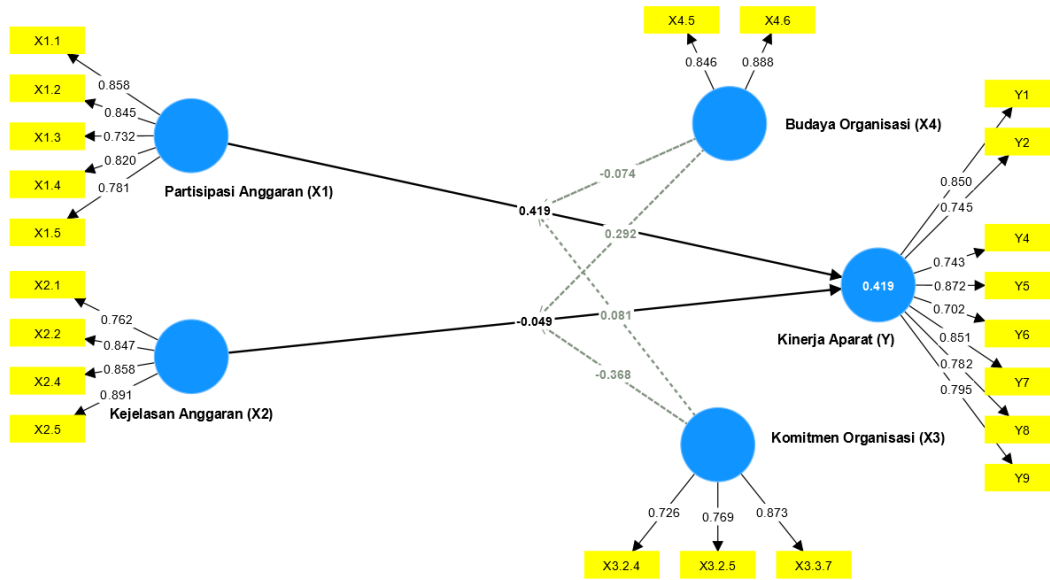 X1.1
X1.2
X1.3
X1.4
X1.5
0.858
0.845
0.732
0.820
0.781
Partisipasi Anggaran (X1)
X2.1
X2.2
X2.4
X2.5
0.762
0.847
0.858
0.891
Kejelasan Anggaran (X2)
X4.5
X4.6
0.846
0.888
Budaya Organisasi (X4)
-0.074
0.419
0.292
-0.049
0.081
-0.368
Komitmen Organisasi (X3)
0.726
0.769
0.873
X3.2.4
X3.2.5
X3.3.7
0.419
Kinerja Aparat (Y)
0.850
0.745
0.743
0.872
0.702
0.851
0.782
0.795
Y1
Y2
Y4
Y5
Y6
Y7
Y8
Y9